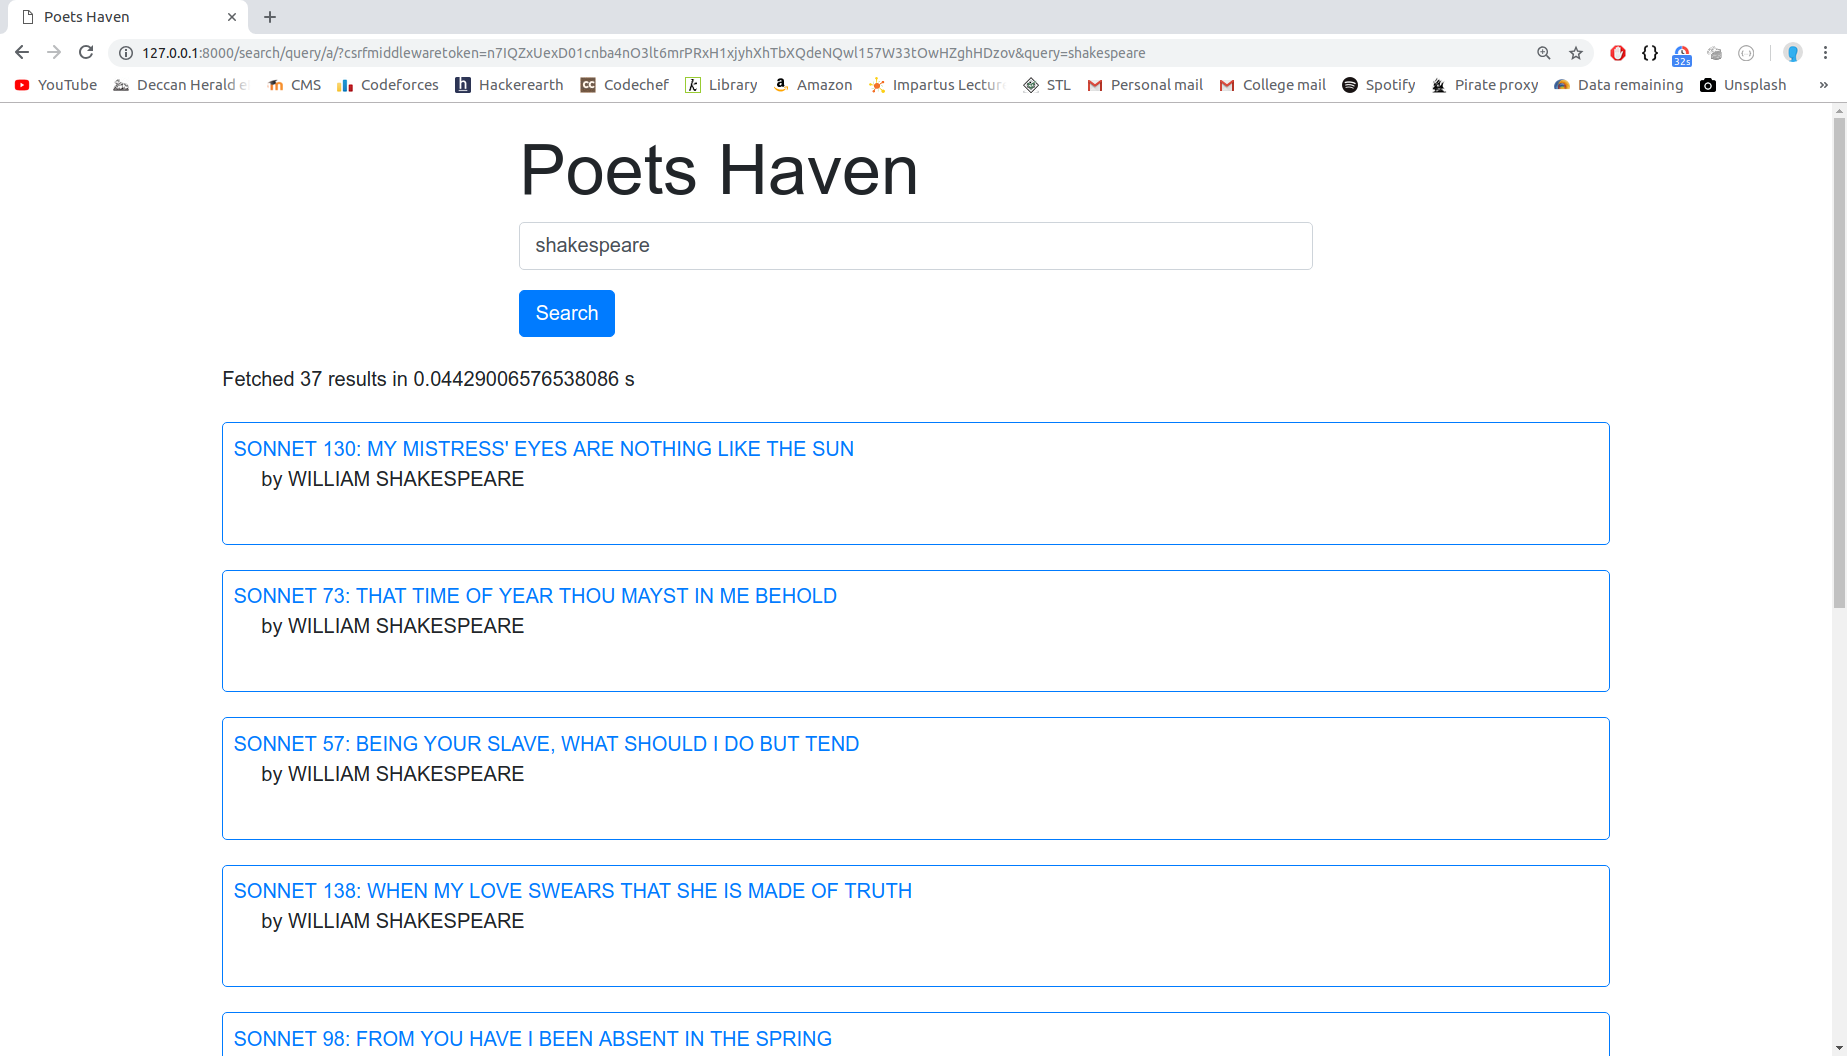 Poets Haven
127.0.0.1:8000/search/query/a/?csrfmiddlewaretoken=n7IQZxUexD01cnba4nO3lt6mrPRxH1xjyhXhTbXQdeNQwl157W33tOwHZghHDzov&query=shakespeare
32s
YouTube Deccan Herald e CMS Codeforces h Hackerearth CC Codechef k Library a Amazon Impartus Lecture STL Personal mail College mail Spotify Pirate proxy Data remaining Unsplash »
Poets Haven
shakespeare
Search
Fetched 37 results in 0.04429006576538086 s
SONNET 130: MY MISTRESS' EYES ARE NOTHING LIKE THE SUN
by WILLIAM SHAKESPEARE
SONNET 73: THAT TIME OF YEAR THOU MAYST IN ME BEHOLD
by WILLIAM SHAKESPEARE
SONNET 57: BEING YOUR SLAVE, WHAT SHOULD I DO BUT TEND
by WILLIAM SHAKESPEARE
SONNET 138: WHEN MY LOVE SWEARS THAT SHE IS MADE OF TRUTH
by WILLIAM SHAKESPEARE
SONNET 98: FROM YOU HAVE I BEEN ABSENT IN THE SPRING